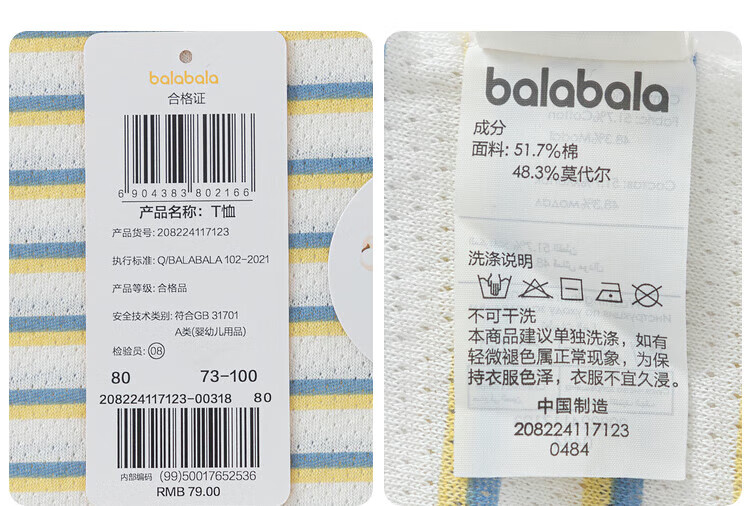 balabala
合格证
6904383802166
产品名称：T恤
产品货号: 208224117123
执行标准: Q/BALABALA 102-2021
产品等级: 合格品
安全技术类别: 符合GB 31701
A类(婴幼儿用品)
检验员: 08
80 73-100
208224117123-00318 80
内部编码 (99)50017652536
RMB 79.00
balabala
成分
面料: 51.7%棉
48.3%莫代尔
洗涤说明
不可干洗
本商品建议单独洗涤，如有
轻微褪色属正常现象，为保
持衣服色泽，衣服不宜久浸。
中国制造
208224117123
0484